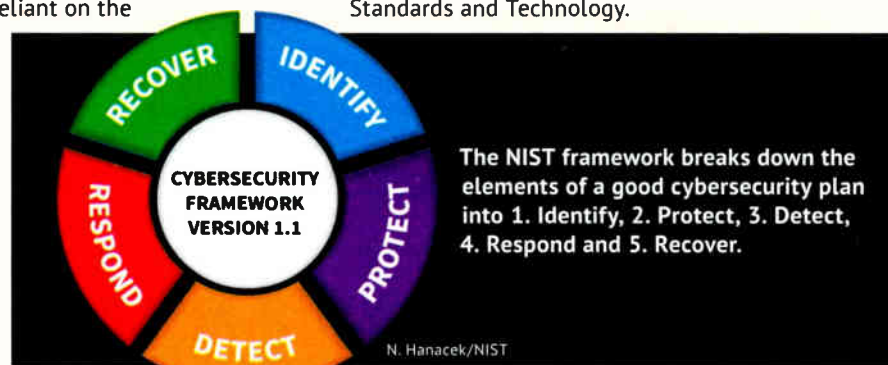 eliant on the
Standards and Technology.
RECOVER
IDENTIFY
PROTECT
DETECT
RESPOND
CYBERSECURITY
FRAMEWORK
VERSION 1.1
The NIST framework breaks down the
elements of a good cybersecurity plan
into 1. Identify, 2. Protect, 3. Detect,
4. Respond and 5. Recover.
N. Hanacek/NIST